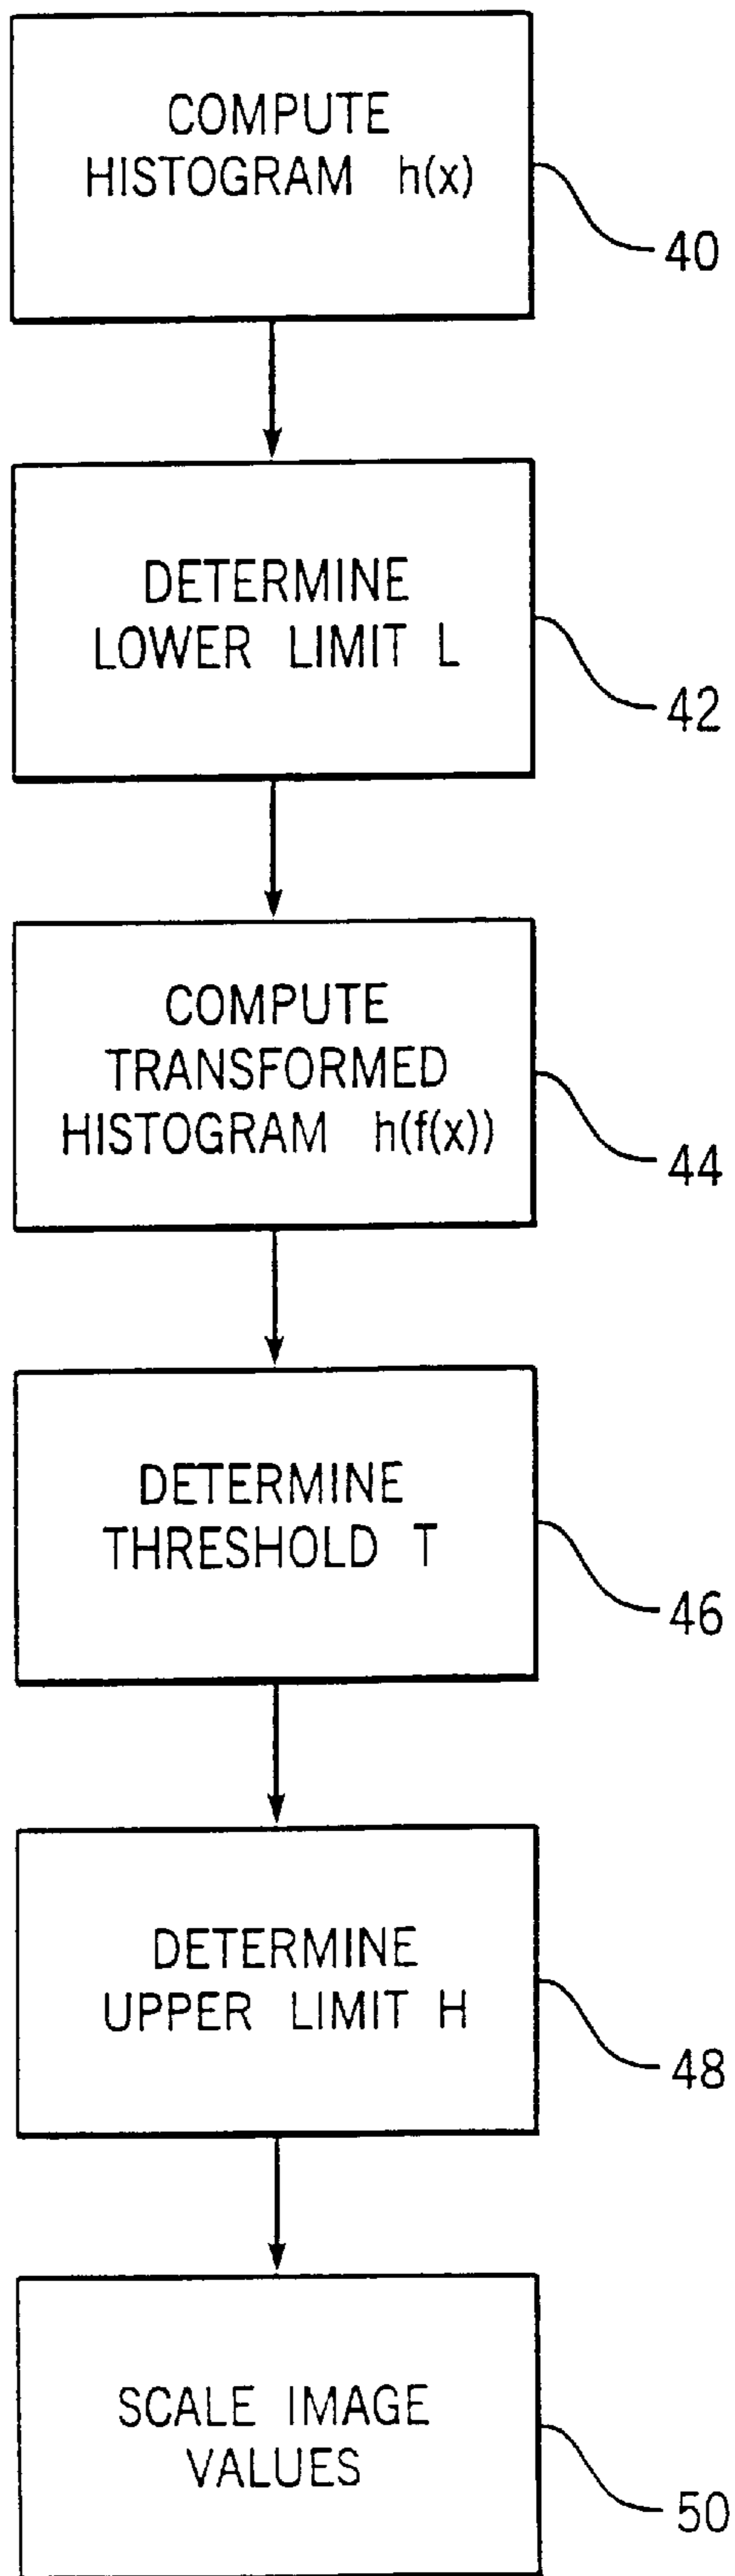 COMPUTE
HISTOGRAM h(x)
40
DETERMINE
LOWER LIMIT L
42
COMPUTE
TRANSFORMED
HISTOGRAM h(f(x))
44
DETERMINE
THRESHOLD T
46
DETERMINE
UPPER LIMIT H
48
SCALE IMAGE
VALUES
50